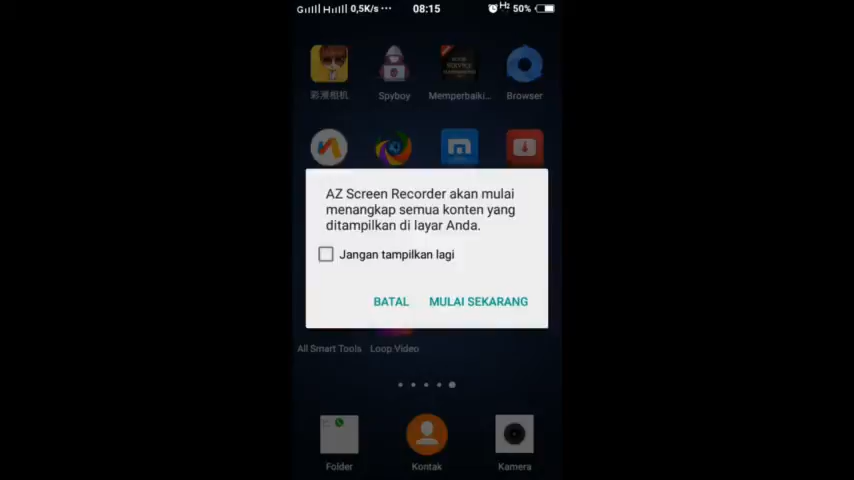 G H 0,5K/s ··· 08:15 Hz 50%
彩漫相机 Spyboy Memperbaiki... Browser
AZ Screen Recorder akan mulai
menangkap semua konten yang
ditampilkan di layar Anda.
Jangan tampilkan lagi
BATAL MULAI SEKARANG
All Smart Tools Loop Video
Folder Kontak Kamera